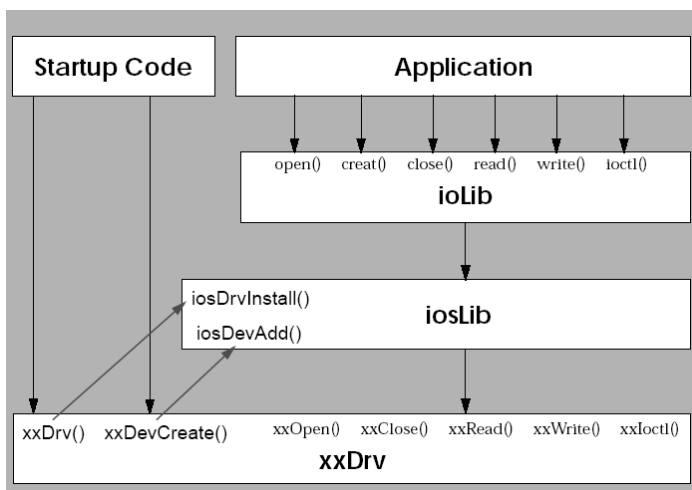 Startup Code
Application
open() creat() close() read() write() ioctl()
ioLib
iosDrvInstall()
iosDevAdd()
iosLib
xxDrv() xxDevCreate() xxOpen() xxClose() xxRead() xxWrite() xxIoctl()
xxDrv